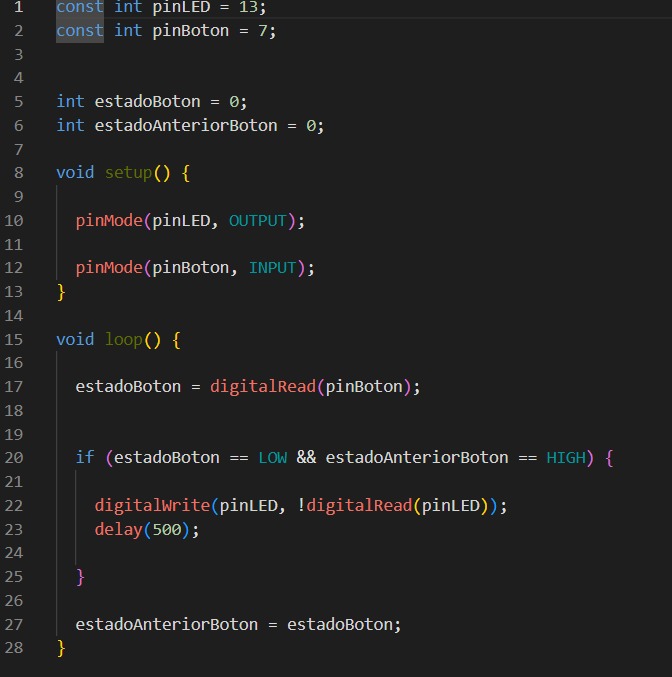 1 const int pinLED = 13;
2 const int pinBoton = 7;
3
4
5 int estadoBoton = 0;
6 int estadoAnteriorBoton = 0;
7
8 void setup() {
9
10 pinMode(pinLED, OUTPUT);
11
12 pinMode(pinBoton, INPUT);
13 }
14
15 void loop() {
16
17 estadoBoton = digitalRead(pinBoton);
18
19
20 if (estadoBoton == LOW && estadoAnteriorBoton == HIGH) {
21
22 digitalWrite(pinLED, !digitalRead(pinLED));
23 delay(500);
24
25 }
26
27 estadoAnteriorBoton = estadoBoton;
28 }